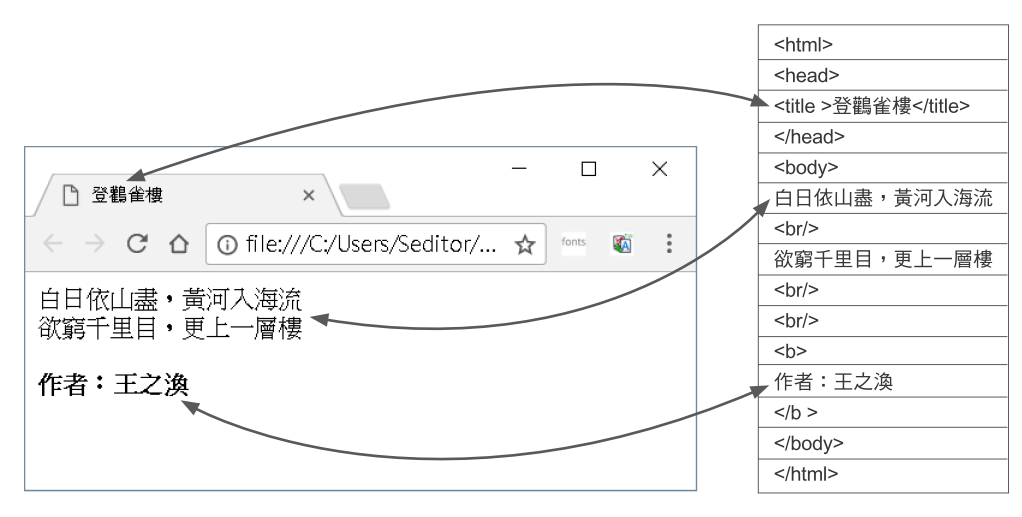 登鸛雀樓
file:///C:/Users/Seditor/...
fonts
白日依山盡，黃河入海流
欲窮千里目，更上一層樓
作者：王之渙
<html>
<head>
<title >登鸛雀樓</title>
</head>
<body>
白日依山盡，黃河入海流
<br/>
欲窮千里目，更上一層樓
<br/>
<br/>
<b>
作者：王之渙
</b >
</body>
</html>